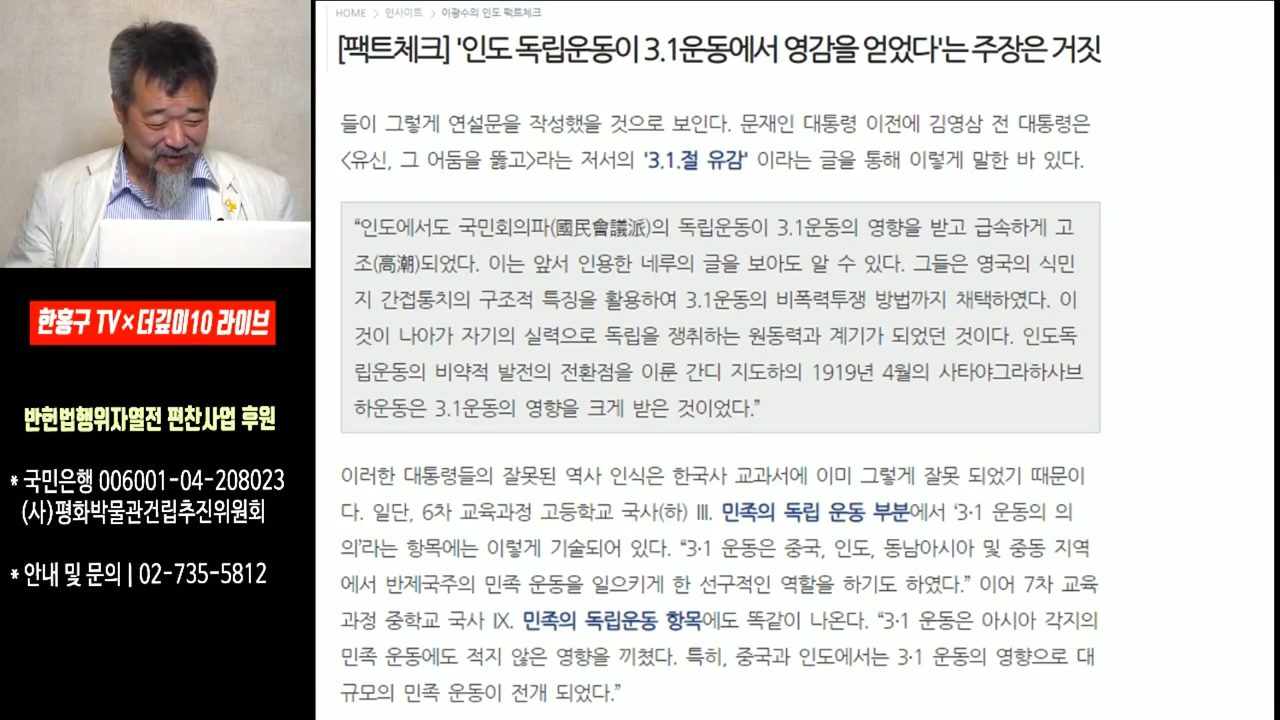 HOME > 인사이트 > 이광수의 인도 팩트체크
[팩트체크] '인도 독립운동이 3.1운동에서 영감을 얻었다'는 주장은 거짓
들이 그렇게 연설문을 작성했을 것으로 보인다. 문재인 대통령 이전에 김영삼 전 대통령은
<유신, 그 어둠을 뚫고>라는 저서의 '3.1.절 유감' 이라는 글을 통해 이렇게 말한 바 있다.
“인도에서도 국민회의파(國民會議派)의 독립운동이 3.1운동의 영향을 받고 급속하게 고
조(高潮)되었다. 이는 앞서 인용한 네루의 글을 보아도 알 수 있다. 그들은 영국의 식민
지 간접통치의 구조적 특징을 활용하여 3.1운동의 비폭력투쟁 방법까지 채택하였다. 이
것이 나아가 자기의 실력으로 독립을 쟁취하는 원동력과 계기가 되었던 것이다. 인도독
립운동의 비약적 발전의 전환점을 이룬 간디 지도하의 1919년 4월의 사타야그라하사브
하운동은 3.1운동의 영향을 크게 받은 것이었다.”
이러한 대통령들의 잘못된 역사 인식은 한국사 교과서에 이미 그렇게 잘못 되었기 때문이
다. 일단, 6차 교육과정 고등학교 국사(하) III. 민족의 독립 운동 부분에서 ‘3·1 운동의 의
의’라는 항목에는 이렇게 기술되어 있다. “3·1 운동은 중국, 인도, 동남아시아 및 중동 지역
에서 반제국주의 민족 운동을 일으키게 한 선구적인 역할을 하기도 하였다.” 이어 7차 교육
과정 중학교 국사 IX. 민족의 독립운동 항목에도 똑같이 나온다. “3·1 운동은 아시아 각지의
민족 운동에도 적지 않은 영향을 끼쳤다. 특히, 중국과 인도에서는 3·1 운동의 영향으로 대
규모의 민족 운동이 전개 되었다.”
한홍구 TV×더깊이10 라이브
반헌법행위자열전 편찬사업 후원
* 국민은행 006001-04-208023
(사)평화박물관건립추진위원회
* 안내 및 문의 | 02-735-5812